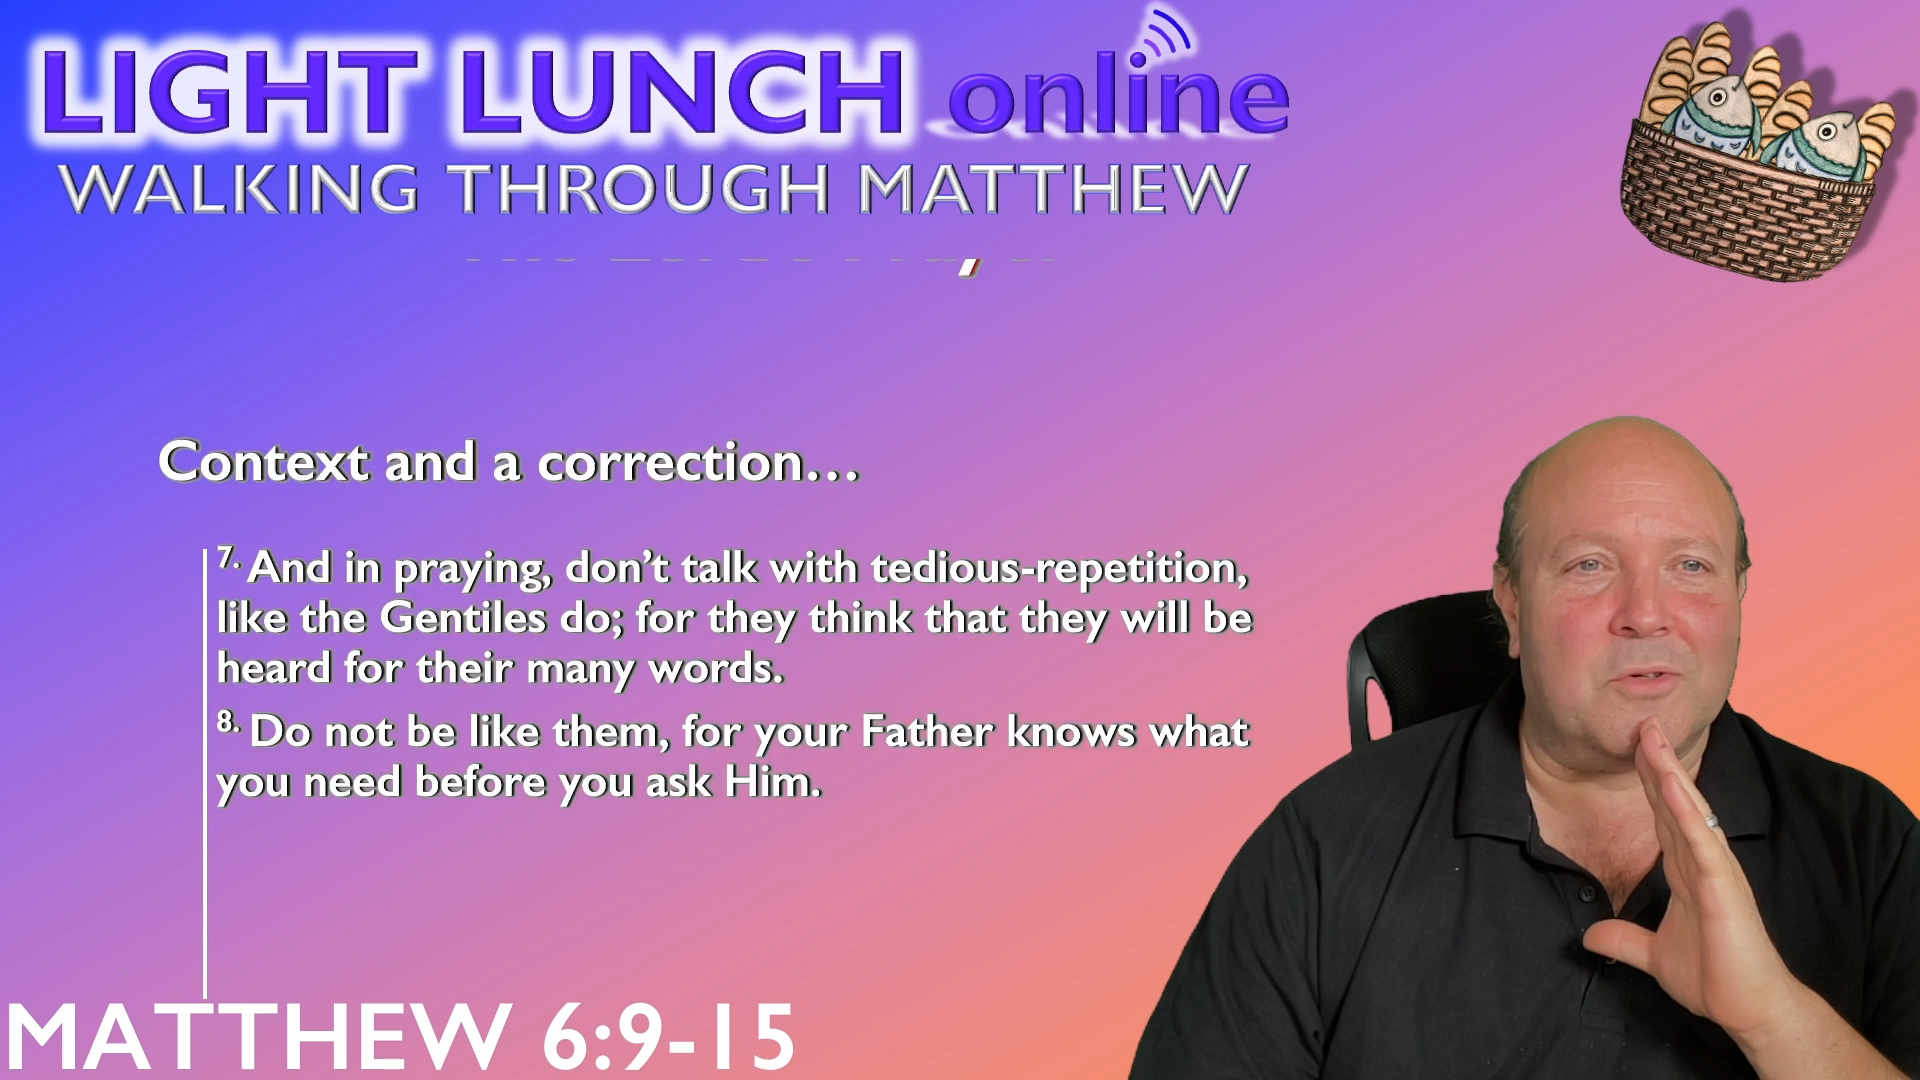 LIGHT LUNCH online
WALKING THROUGH MATTHEW
Context and a correction…
7. And in praying, don’t talk with tedious-repetition,
like the Gentiles do; for they think that they will be
heard for their many words.
8. Do not be like them, for your Father knows what
you need before you ask Him.
MATTHEW 6:9-15